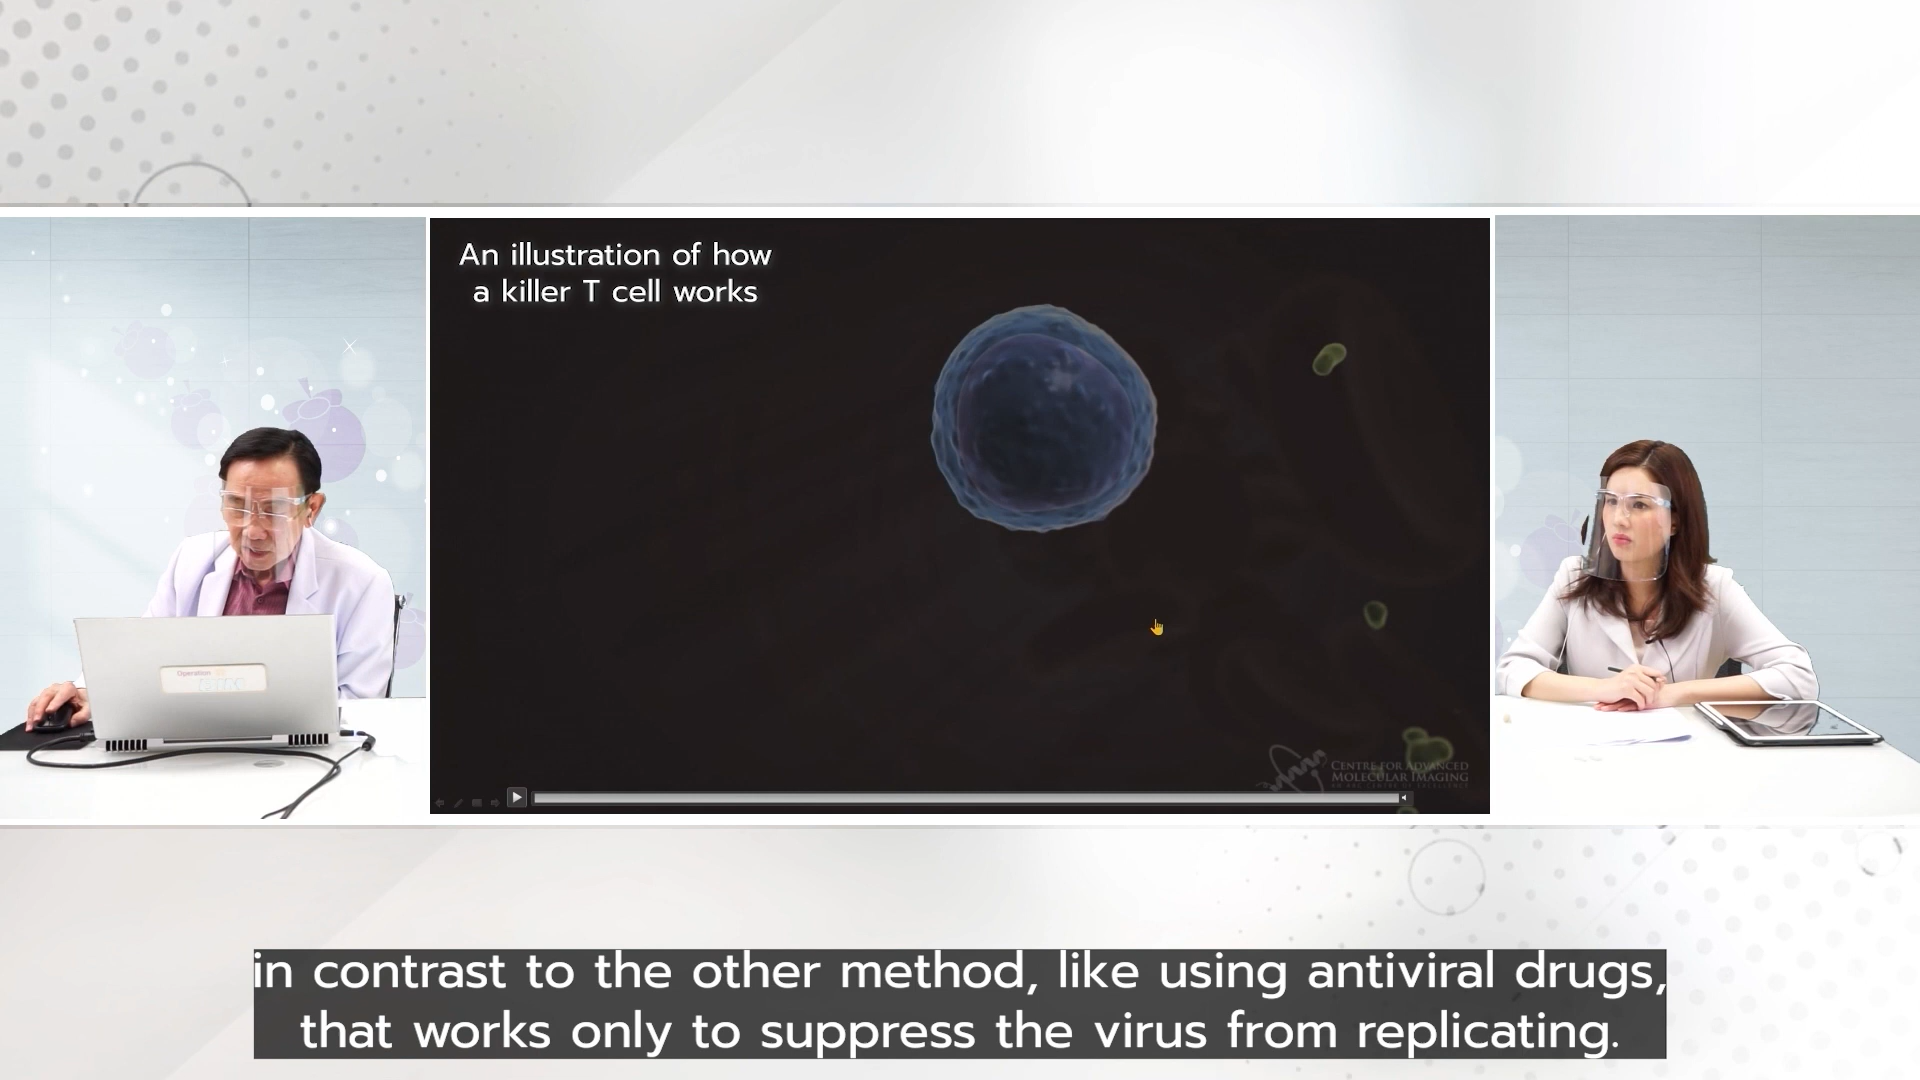 An illustration of how
a killer T cell works
Operation
CENTRE FOR ADVANCED
MOLECULAR IMAGING
in contrast to the other method, like using antiviral drugs,
that works only to suppress the virus from replicating.